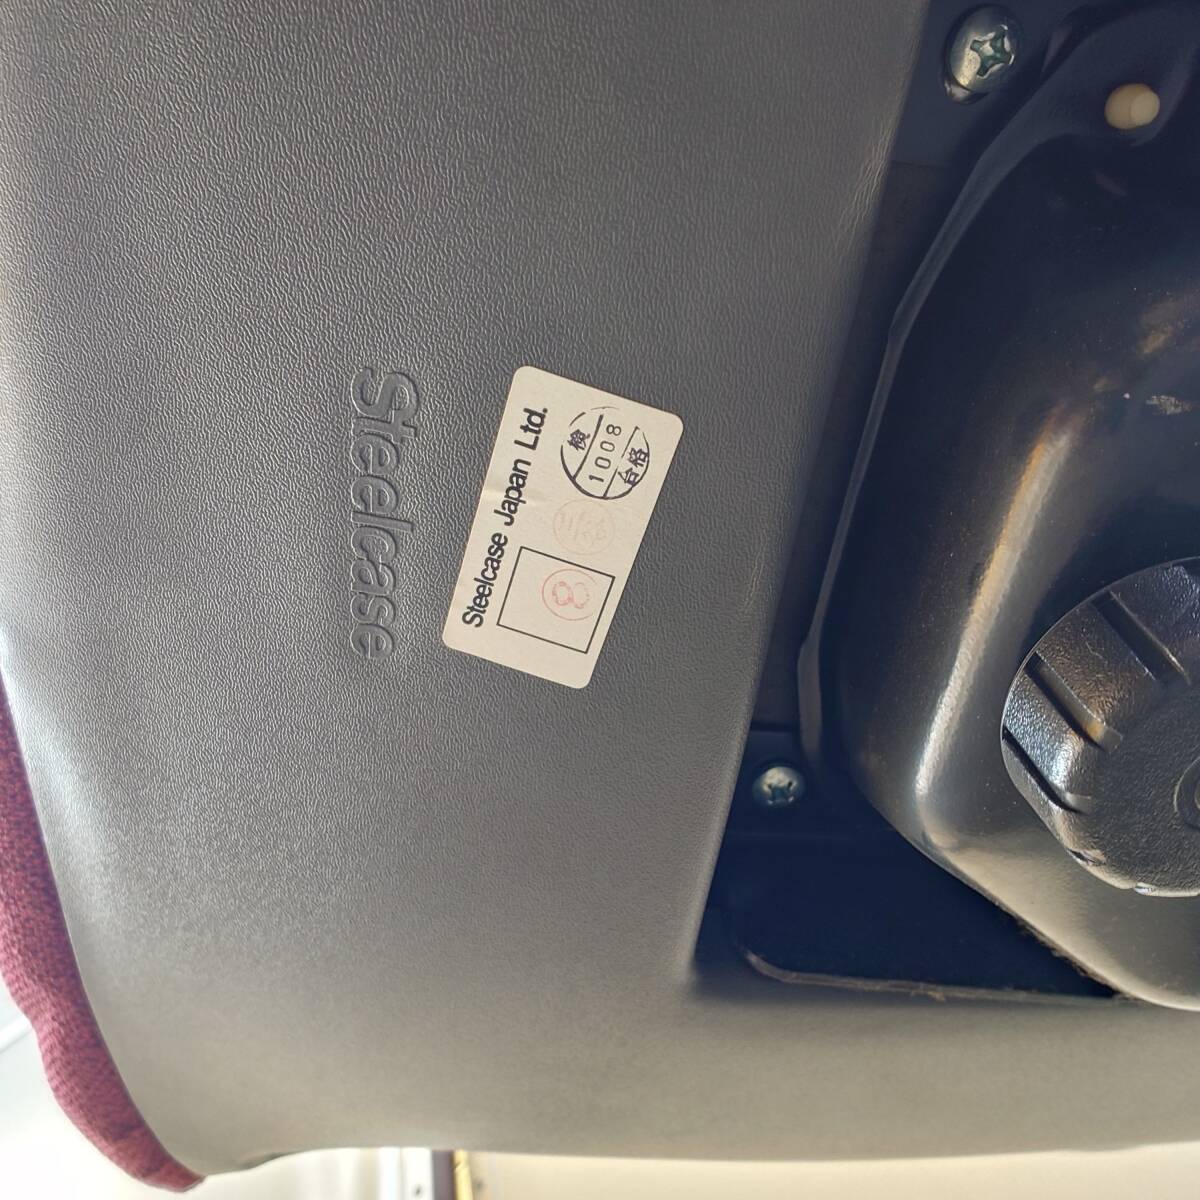 Steelcase
Steelcase Japan Ltd.
検
1008
合格
8